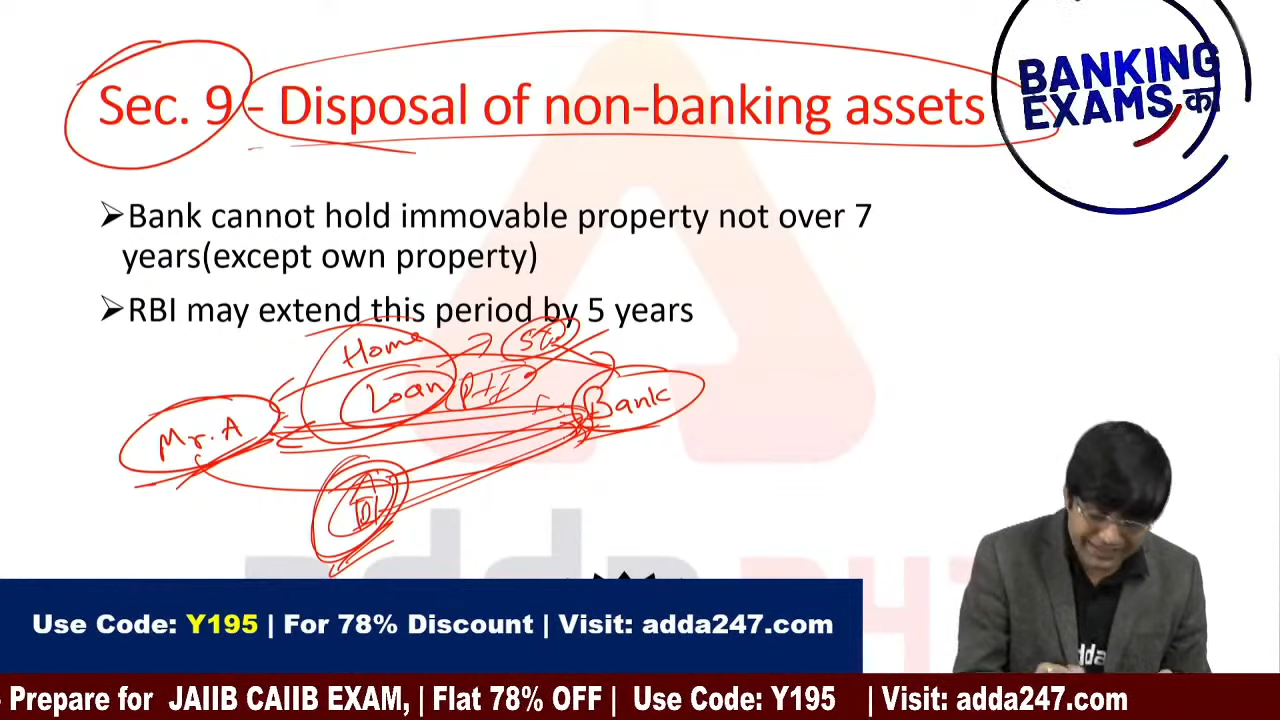 Sec. 9 - Disposal of non-banking assets
BANKING
EXAMS का
➢Bank cannot hold immovable property not over 7
years(except own property)
➢RBI may extend this period by 5 years
Home
Loan
P+I
Bank
Mr. A
Use Code: Y195 | For 78% Discount | Visit: adda247.com
- Prepare for JAIIB CAIIB EXAM, | Flat 78% OFF | Use Code: Y195 | Visit: adda247.com